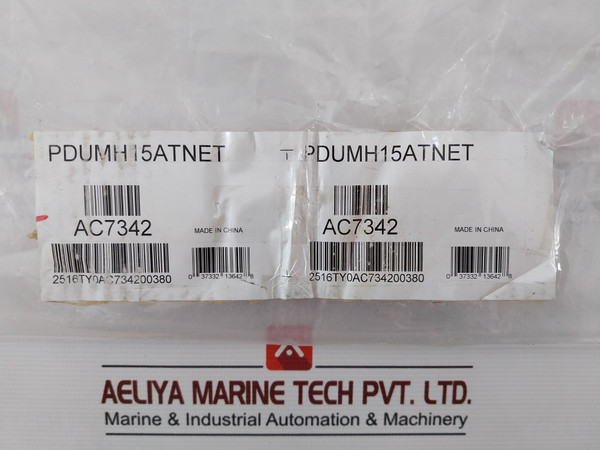 PDUMH15ATNET
AC7342
MADE IN CHINA
2516TY0AC734200380
0 37332 13642 8
PDUMH15ATNET
AC7342
MADE IN CHINA
2516TY0AC734200380
0 37332 13642 8
AELIYA MARINE TECH PVT. LTD.
Marine & Industrial Automation & Machinery